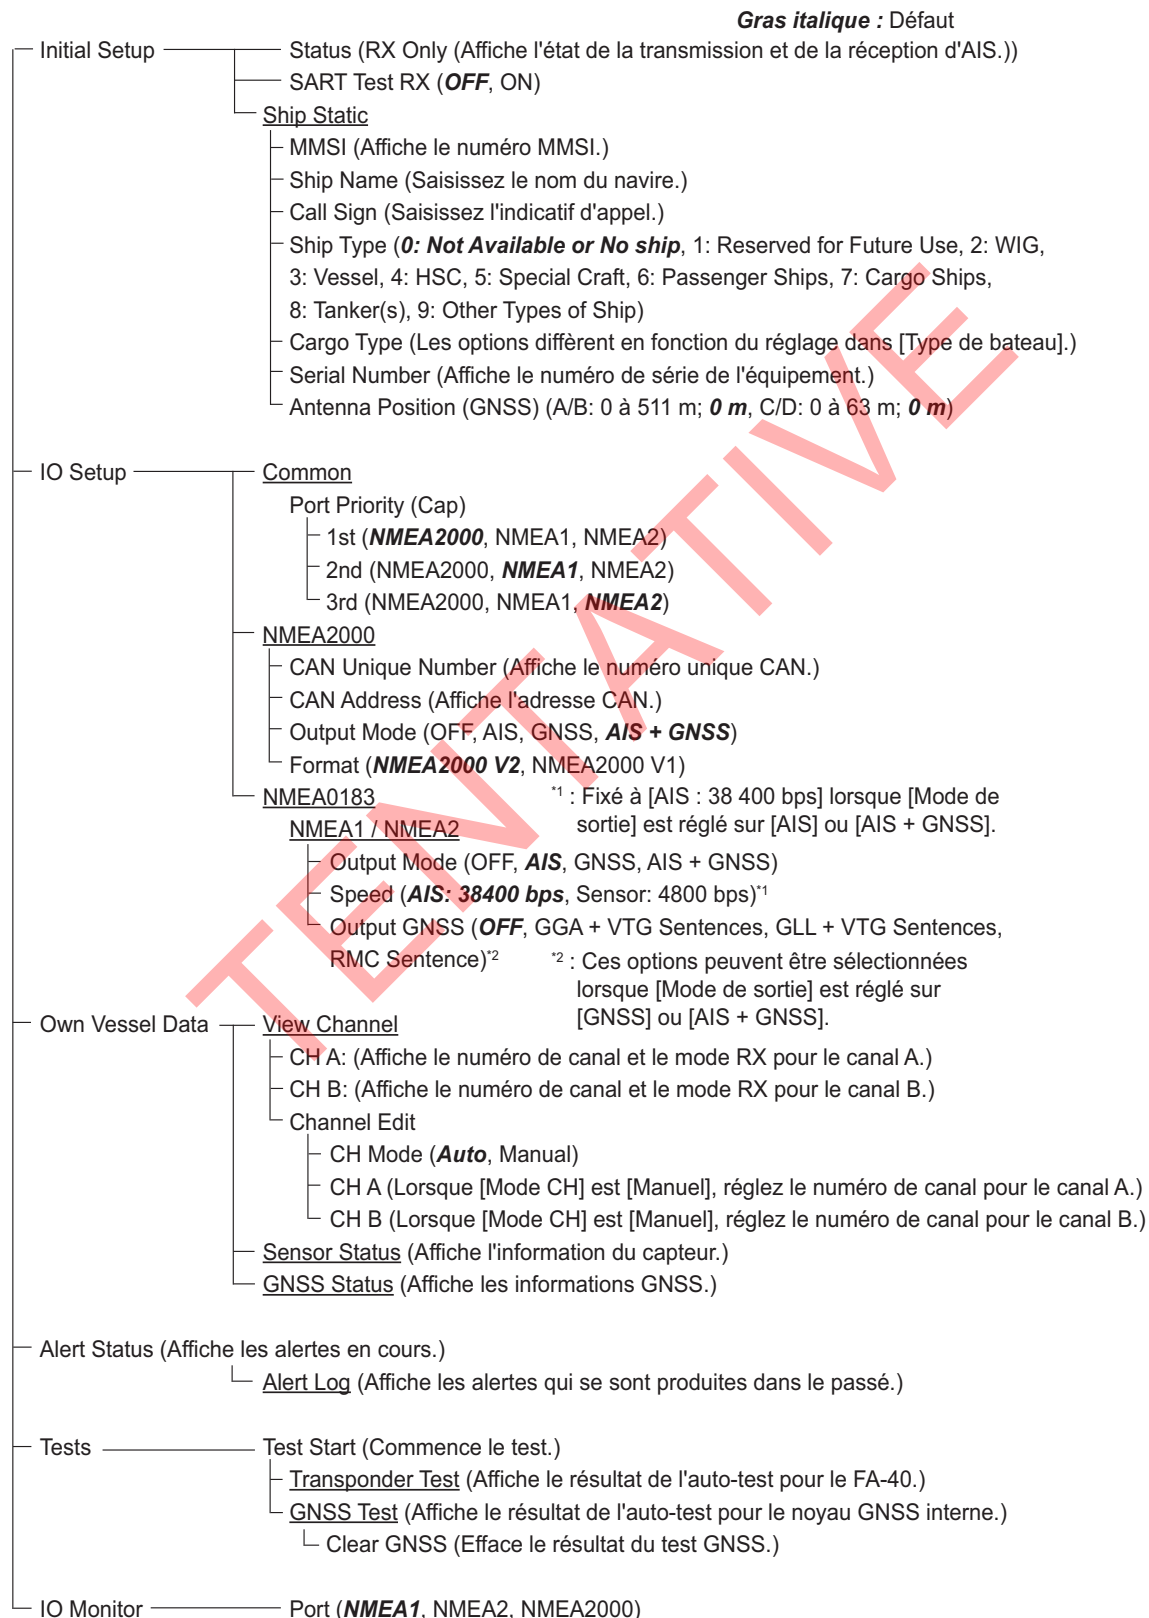 Gras italique : Défaut
Initial Setup
Status (RX Only (Affiche l'état de la transmission et de la réception d'AIS.))
SART Test RX (OFF, ON)
Ship Static
MMSI (Affiche le numéro MMSI.)
Ship Name (Saisissez le nom du navire.)
Call Sign (Saisissez l'indicatif d'appel.)
Ship Type (0: Not Available or No ship, 1: Reserved for Future Use, 2: WIG,
3: Vessel, 4: HSC, 5: Special Craft, 6: Passenger Ships, 7: Cargo Ships,
8: Tanker(s), 9: Other Types of Ship)
Cargo Type (Les options diffèrent en fonction du réglage dans [Type de bateau].)
Serial Number (Affiche le numéro de série de l'équipement.)
Antenna Position (GNSS) (A/B: 0 à 511 m; 0 m, C/D: 0 à 63 m; 0 m)
IO Setup
Common
Port Priority (Cap)
1st (NMEA2000, NMEA1, NMEA2)
2nd (NMEA2000, NMEA1, NMEA2)
3rd (NMEA2000, NMEA1, NMEA2)
NMEA2000
CAN Unique Number (Affiche le numéro unique CAN.)
CAN Address (Affiche l'adresse CAN.)
Output Mode (OFF, AIS, GNSS, AIS + GNSS)
Format (NMEA2000 V2, NMEA2000 V1)
NMEA0183
*1 : Fixé à [AIS : 38 400 bps] lorsque [Mode de
sortie] est réglé sur [AIS] ou [AIS + GNSS].
NMEA1 / NMEA2
Output Mode (OFF, AIS, GNSS, AIS + GNSS)
Speed (AIS: 38400 bps, Sensor: 4800 bps)*1
Output GNSS (OFF, GGA + VTG Sentences, GLL + VTG Sentences,
RMC Sentence)*2
*2 : Ces options peuvent être sélectionnées
lorsque [Mode de sortie] est réglé sur
[GNSS] ou [AIS + GNSS].
Own Vessel Data
View Channel
CH A: (Affiche le numéro de canal et le mode RX pour le canal A.)
CH B: (Affiche le numéro de canal et le mode RX pour le canal B.)
Channel Edit
CH Mode (Auto, Manual)
CH A (Lorsque [Mode CH] est [Manuel], réglez le numéro de canal pour le canal A.)
CH B (Lorsque [Mode CH] est [Manuel], réglez le numéro de canal pour le canal B.)
Sensor Status (Affiche l'information du capteur.)
GNSS Status (Affiche les informations GNSS.)
Alert Status (Affiche les alertes en cours.)
Alert Log (Affiche les alertes qui se sont produites dans le passé.)
Tests
Test Start (Commence le test.)
Transponder Test (Affiche le résultat de l'auto-test pour le FA-40.)
GNSS Test (Affiche le résultat de l'auto-test pour le noyau GNSS interne.)
Clear GNSS (Efface le résultat du test GNSS.)
IO Monitor
Port (NMEA1, NMEA2, NMEA2000)
TENTATIVE